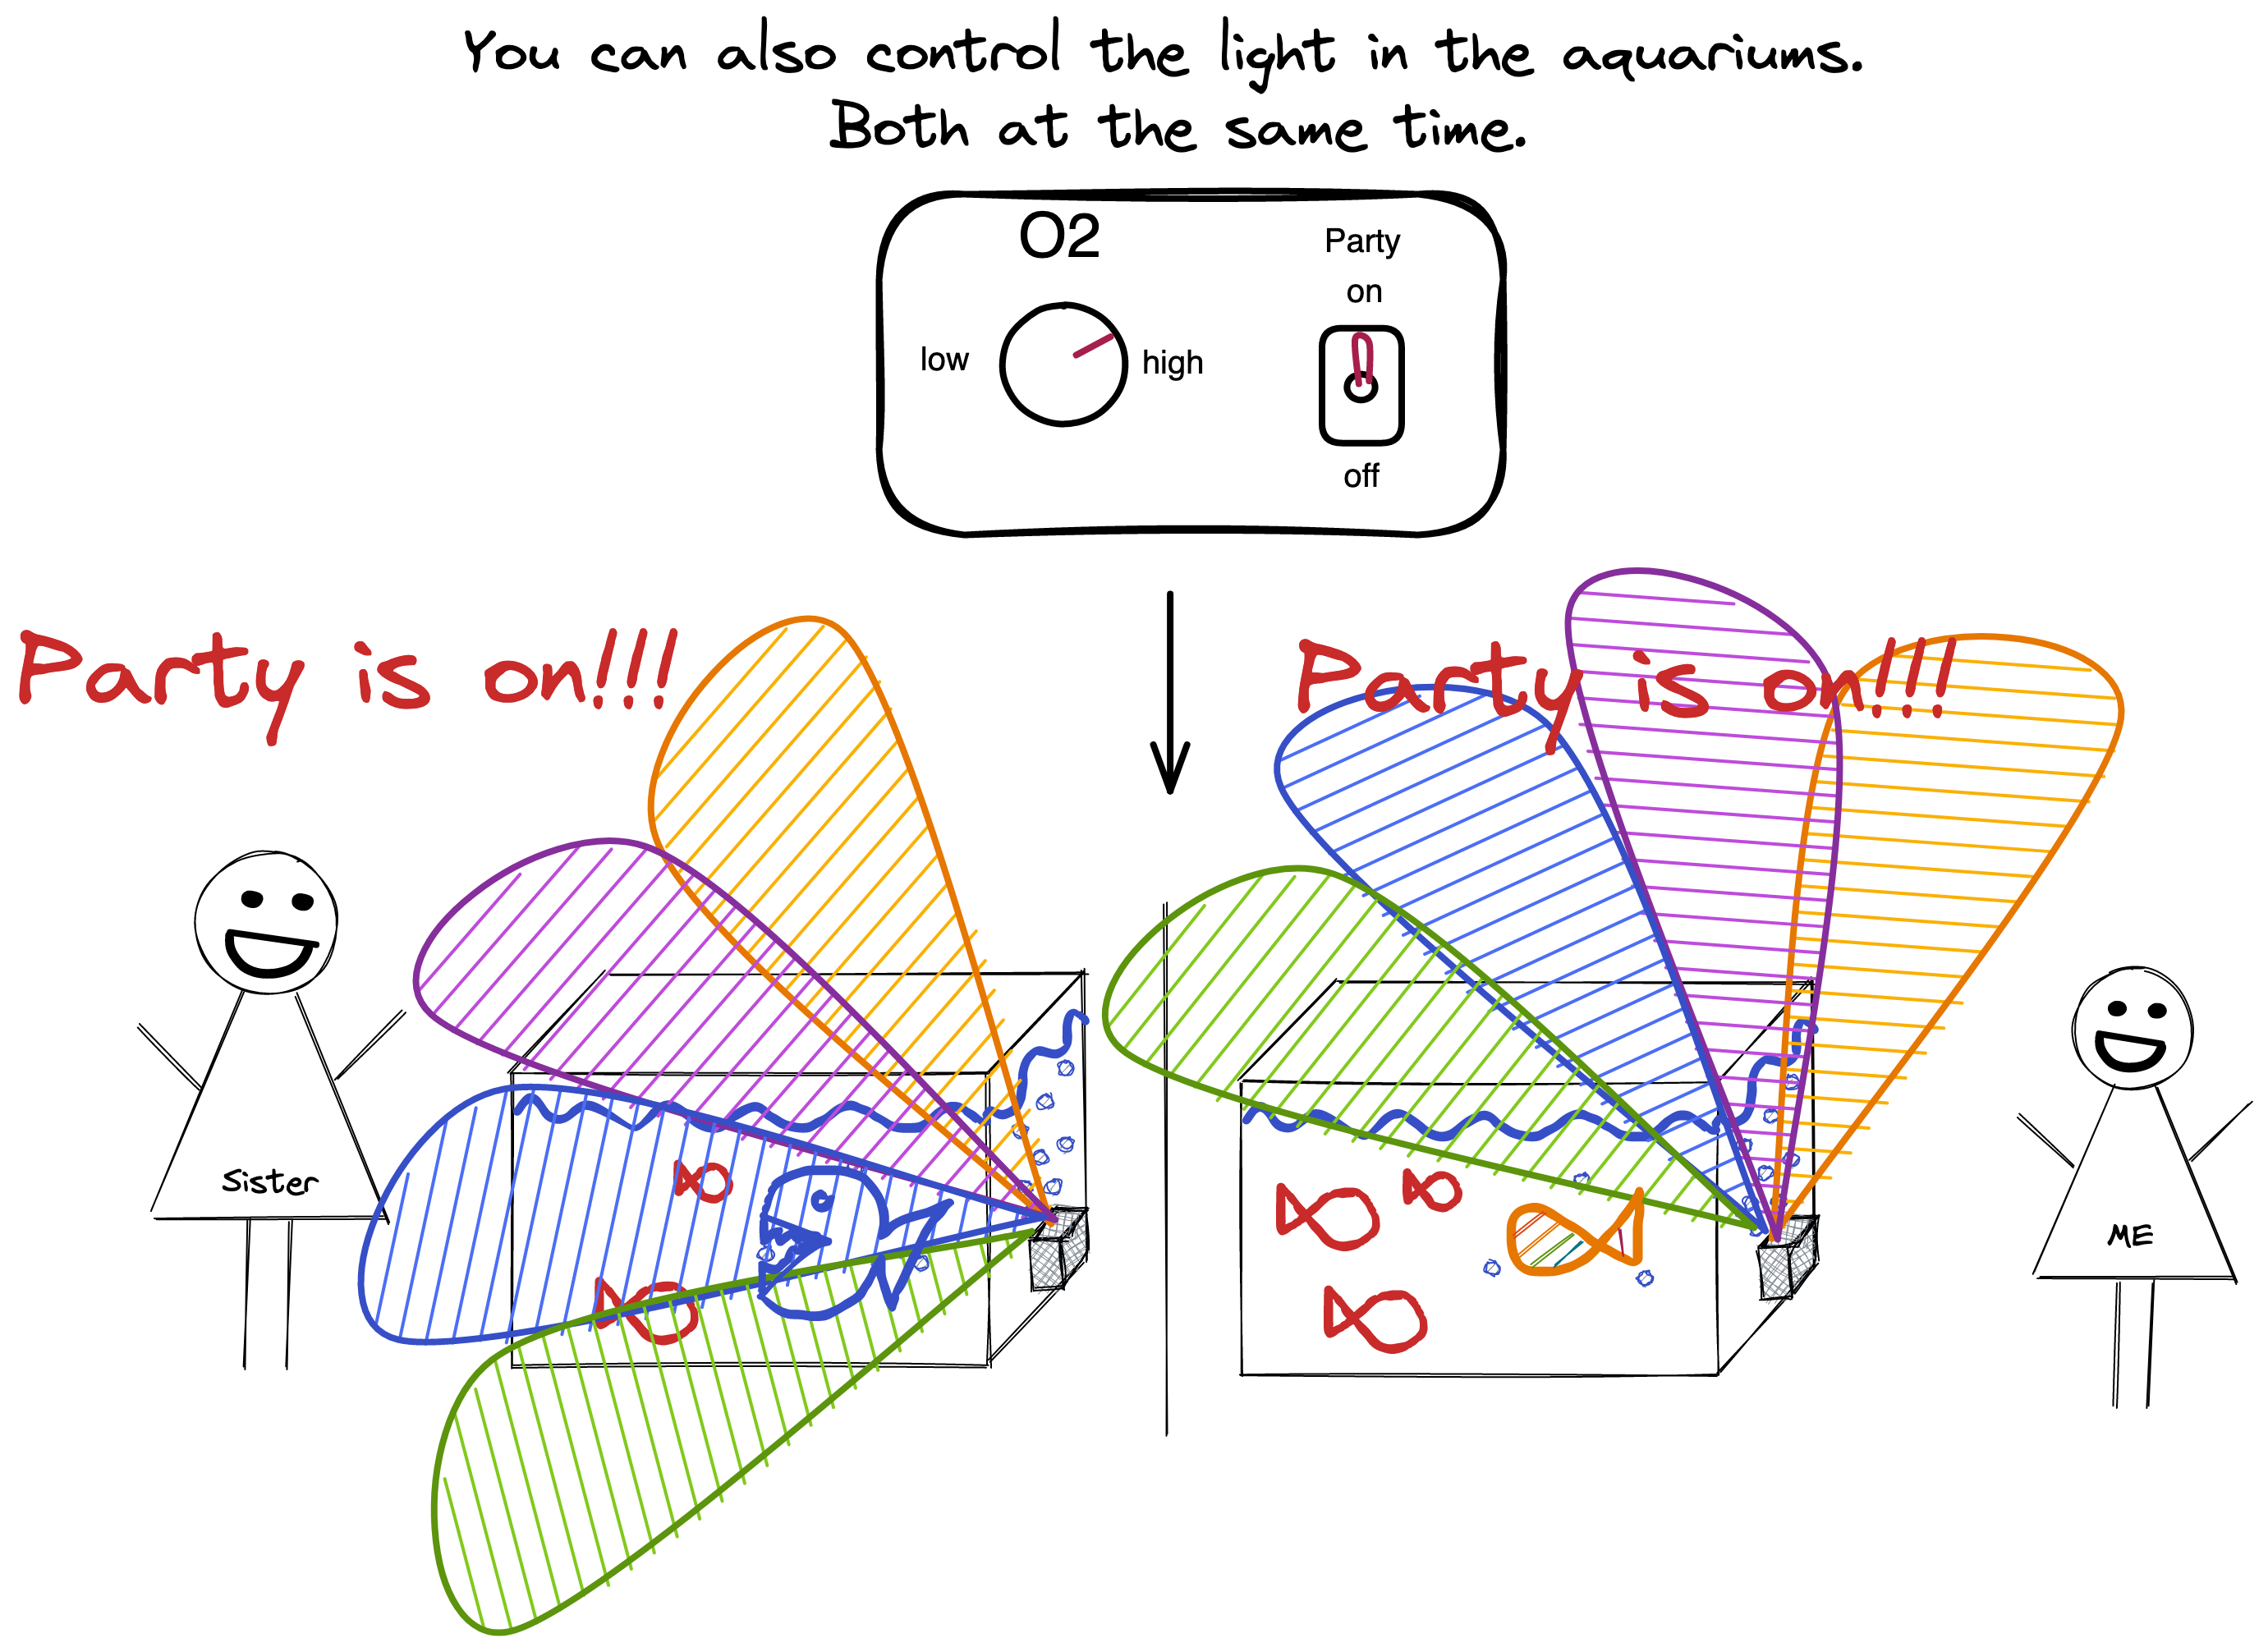 You can also control the light in the aquariums.
Both at the same time.
O2
Party
on
low
high
off
Party is on!!!
Party is on!!!
Sister
ME